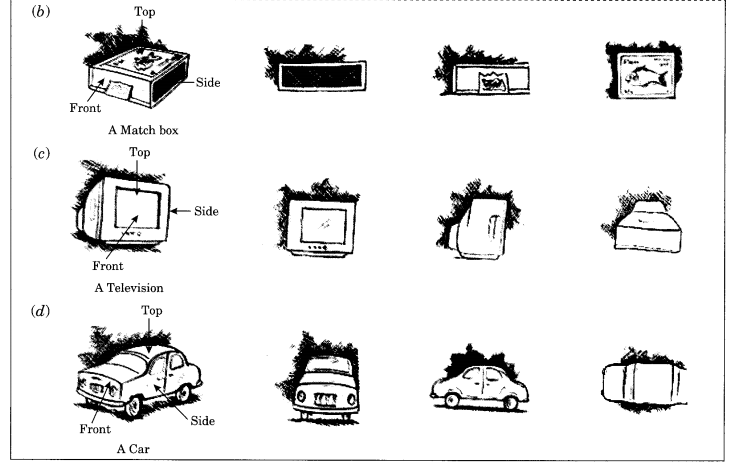 (b)
Top
Side
Front
A Match box
(c)
Top
Side
Front
A Television
(d)
Top
Side
Front
A Car